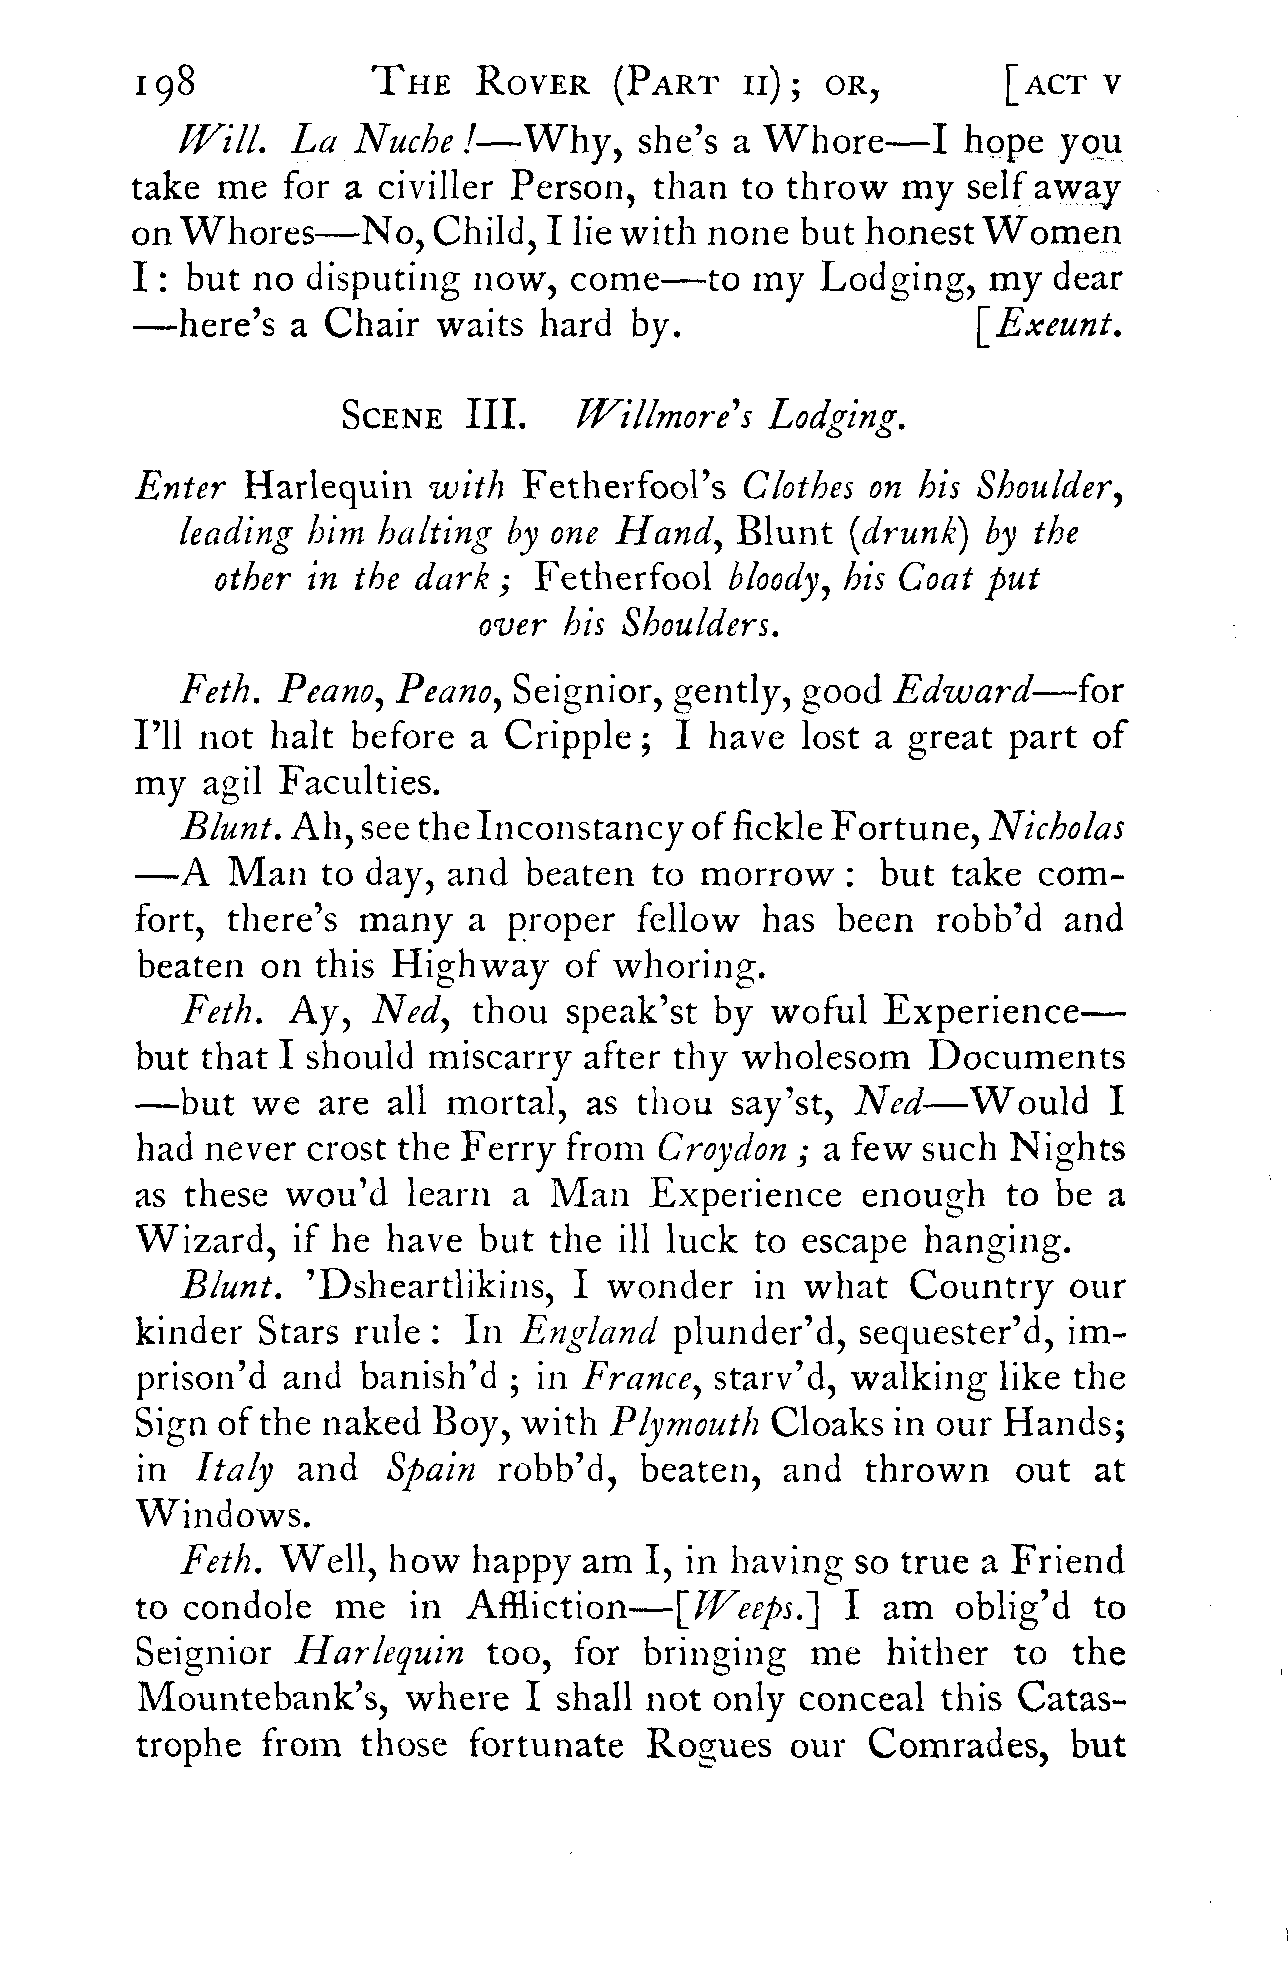 198 The Rover (Part II); or, [ACT V
Will. La Nuche!—Why, she's a Whore—I hope you
take me for a civiller Person, than to throw my self away
on Whores—No, Child, I lie with none but honest Women
I: but no disputing now, come—to my Lodging, my dear
—here's a Chair waits hard by. [Exeunt.
Scene III. Willmore's Lodging.
Enter Harlequin with Fetherfool's Clothes on his Shoulder,
leading him halting by one Hand, Blunt (drunk) by the
other in the dark; Fetherfool bloody, his Coat put
over his Shoulders.
Feth. Peano, Peano, Seignior, gently, good Edward—for
I'll not halt before a Cripple; I have lost a great part of
my agil Faculties.
Blunt. Ah, see the Inconstancy of fickle Fortune, Nicholas
—A Man to day, and beaten to morrow: but take com-
fort, there's many a proper fellow has been robb'd and
beaten on this Highway of whoring.
Feth. Ay, Ned, thou speak'st by woful Experience—
but that I should miscarry after thy wholesom Documents
—but we are all mortal, as thou say'st, Ned—Would I
had never crost the Ferry from Croydon; a few such Nights
as these wou'd learn a Man Experience enough to be a
Wizard, if he have but the ill luck to escape hanging.
Blunt. 'Dsheartlikins, I wonder in what Country our
kinder Stars rule: In England plunder'd, sequester'd, im-
prison'd and banish'd; in France, starv'd, walking like the
Sign of the naked Boy, with Plymouth Cloaks in our Hands;
in Italy and Spain robb'd, beaten, and thrown out at
Windows.
Feth. Well, how happy am I, in having so true a Friend
to condole me in Affliction—[Weeps.] I am oblig'd to
Seignior Harlequin too, for bringing me hither to the
Mountebank's, where I shall not only conceal this Catas-
trophe from those fortunate Rogues our Comrades, but